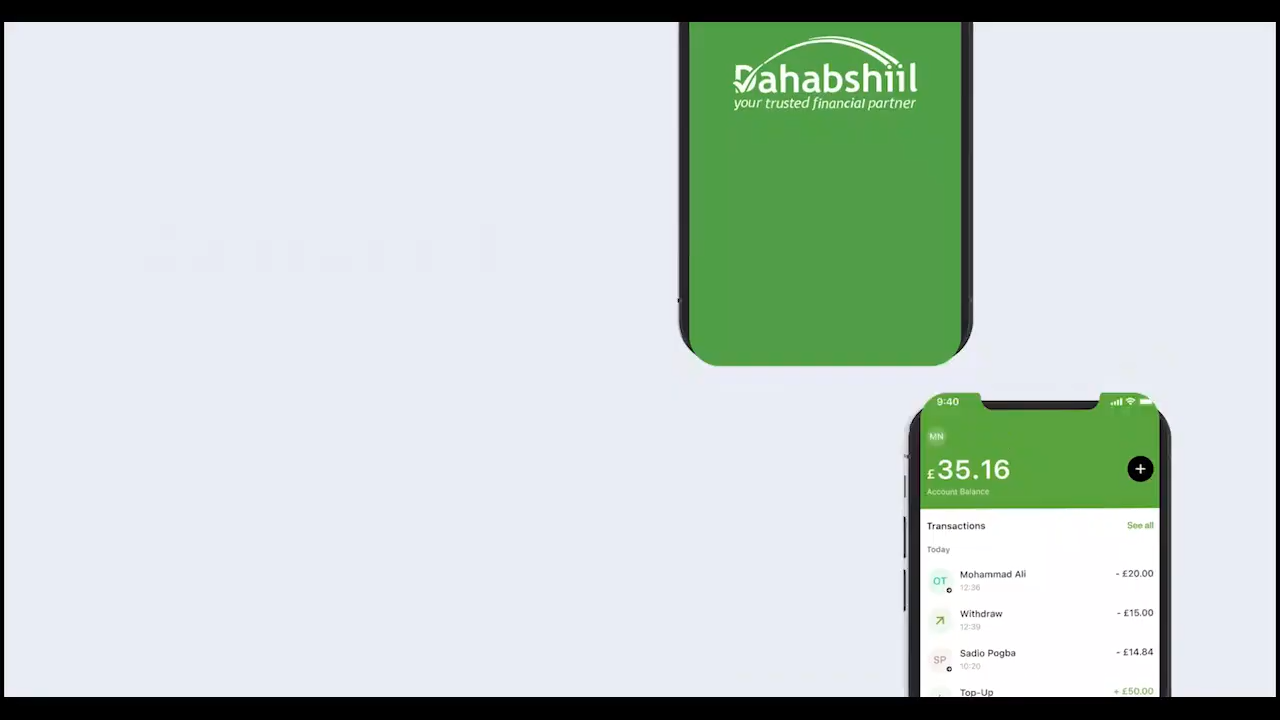 Dahabshiil
your trusted financial partner
9:40
MN
£35.16
+
Account Balance
Transactions See all
Today
OT Mohammad Ali - £20.00
12:36
Withdraw - £15.00
12:39
SP Sadio Pogba - £14.84
10:20
Top-Up + £50.00